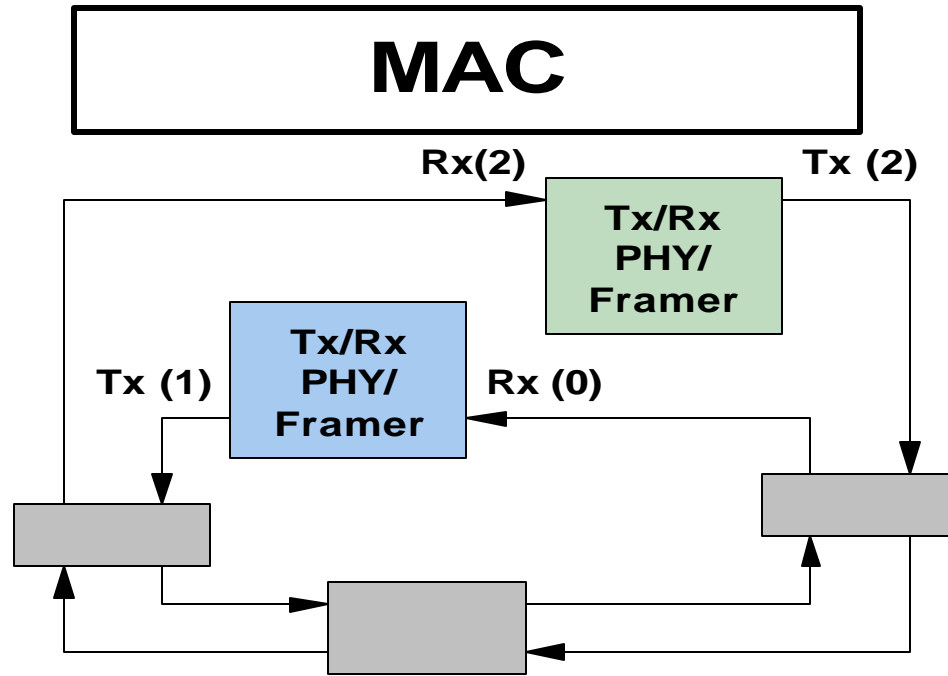 MAC
Rx(2)
Tx (2)
Tx/Rx
PHY/
Framer
Tx (1)
Tx/Rx
PHY/
Framer
Rx (0)